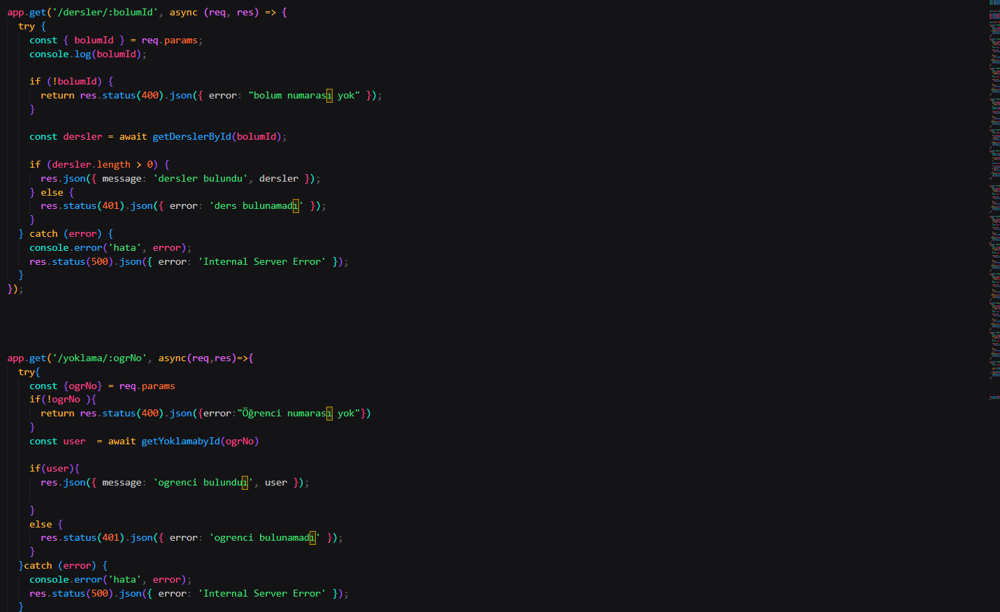 app.get('/dersler/:bolumId', async (req, res) => {
  try {
    const { bolumId } = req.params;
    console.log(bolumId);

    if (!bolumId) {
      return res.status(400).json({ error: "bolum numarası yok" });
    }

    const dersler = await getDerslerById(bolumId);

    if (dersler.length > 0) {
      res.json({ message: 'dersler bulundu', dersler });
    } else {
      res.status(401).json({ error: 'ders bulunamadı' });
    }
  } catch (error) {
    console.error('hata', error);
    res.status(500).json({ error: 'Internal Server Error' });
  }
});

app.get('/yoklama/:ogrNo', async(req,res)=>{
  try{
    const {ogrNo} = req.params
    if(!ogrNo ){
      return res.status(400).json({error:"Öğrenci numarası yok"})
    }
    const user  = await getYoklamabyId(ogrNo)

    if(user){
      res.json({ message: 'ogrenci bulunduı', user });

    }
    else {
      res.status(401).json({ error: 'ogrenci bulunamadı' });
    }
  }catch (error) {
    console.error('hata', error);
    res.status(500).json({ error: 'Internal Server Error' });
  }